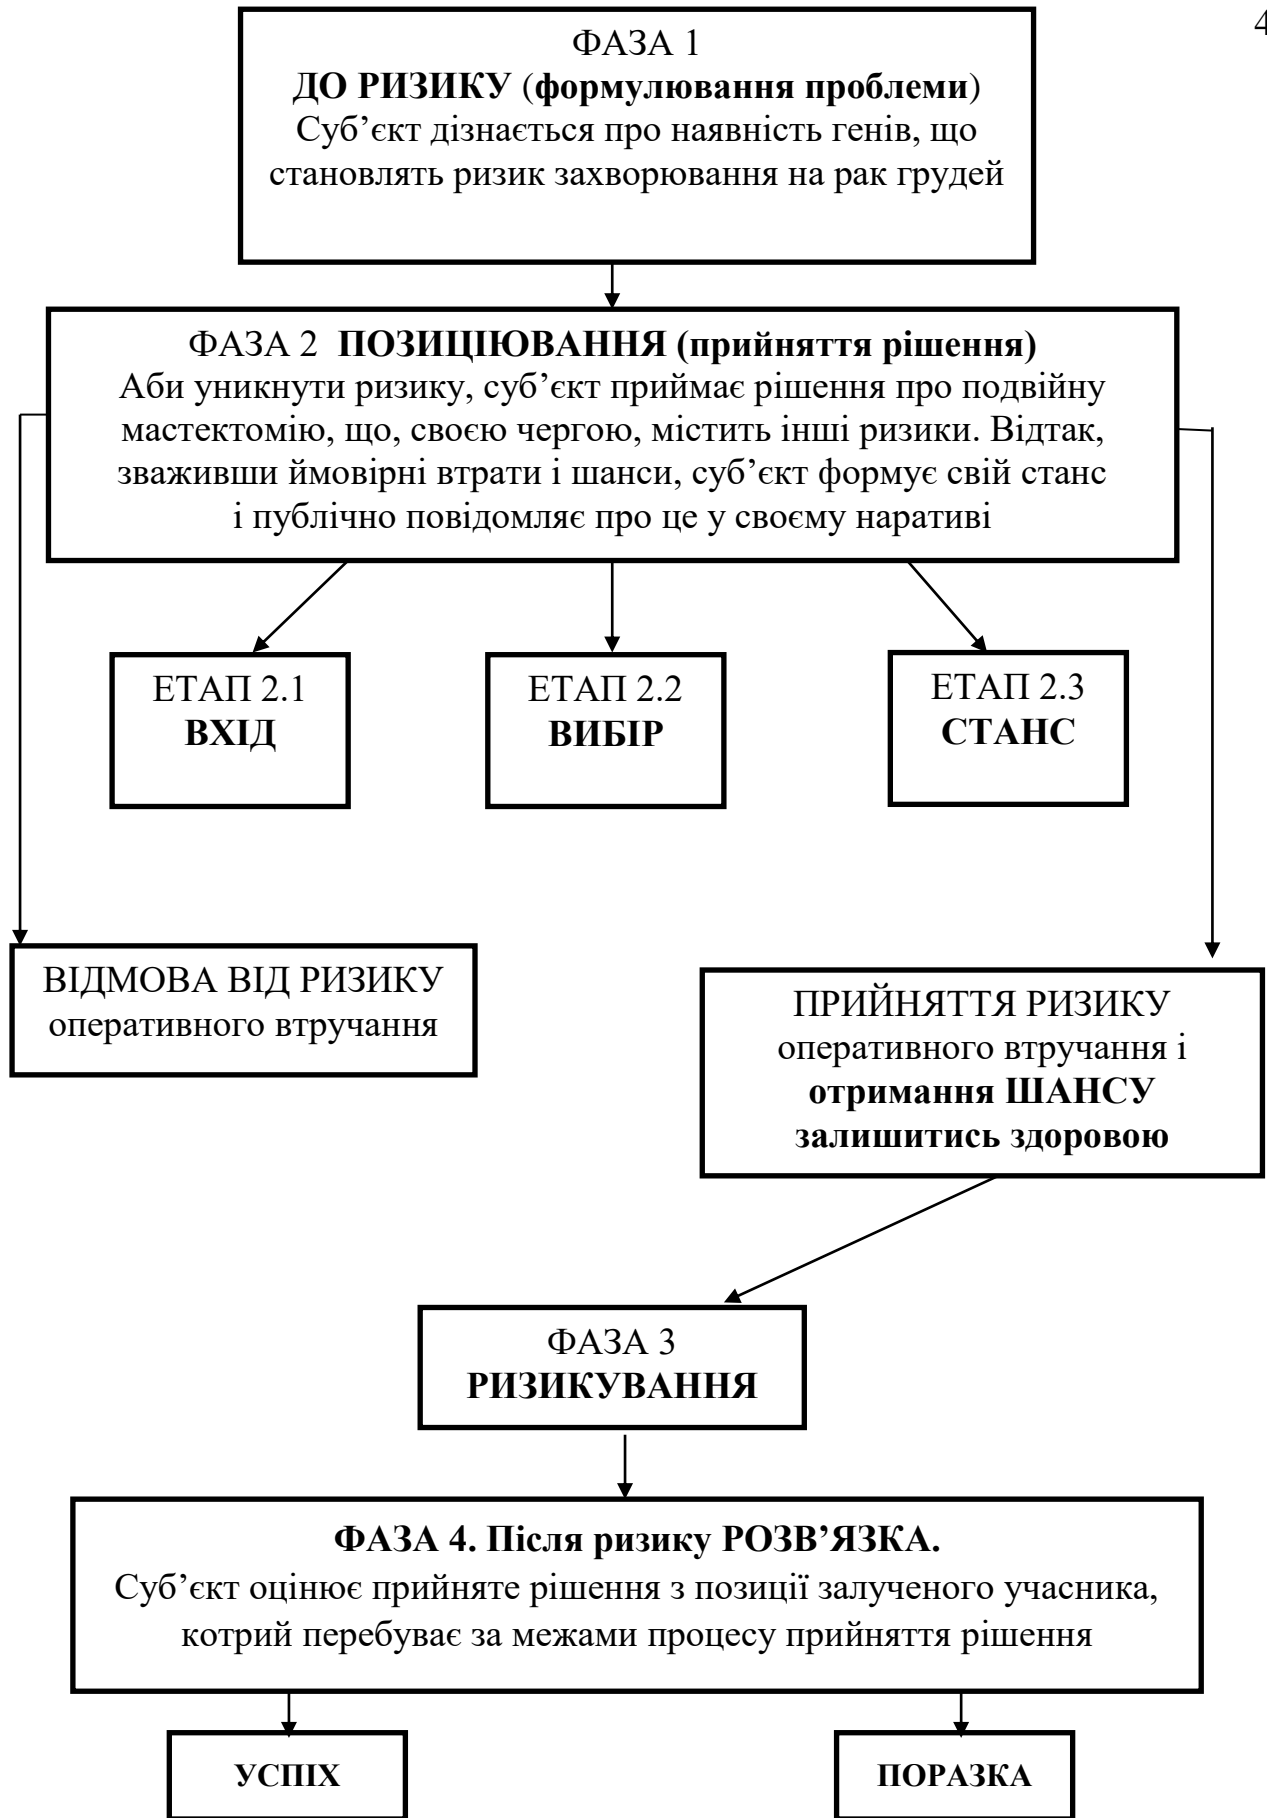 4
ФАЗА 1
ДО РИЗИКУ (формулювання проблеми)
Суб’єкт дізнається про наявність генів, що
становлять ризик захворювання на рак грудей
ФАЗА 2 ПОЗИЦІЮВАННЯ (прийняття рішення)
Аби уникнути ризику, суб’єкт приймає рішення про подвійну
мастектомію, що, своєю чергою, містить інші ризики. Відтак,
зваживши ймовірні втрати і шанси, суб’єкт формує свій станс
і публічно повідомляє про це у своєму наративі
ЕТАП 2.1
ВХІД
ЕТАП 2.2
ВИБІР
ЕТАП 2.3
СТАНС
ВІДМОВА ВІД РИЗИКУ
оперативного втручання
ПРИЙНЯТТЯ РИЗИКУ
оперативного втручання і
отримання ШАНСУ
залишитись здоровою
ФАЗА 3
РИЗИКУВАННЯ
ФАЗА 4. Після ризику РОЗВ’ЯЗКА.
Суб’єкт оцінює прийняте рішення з позиції залученого учасника,
котрий перебуває за межами процесу прийняття рішення
УСПІХ
ПОРАЗКА